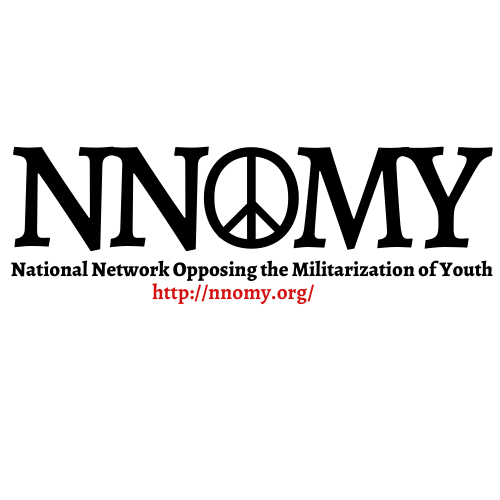 NNOMY
National Network Opposing the Militarization of Youth
http://nnomy.org/